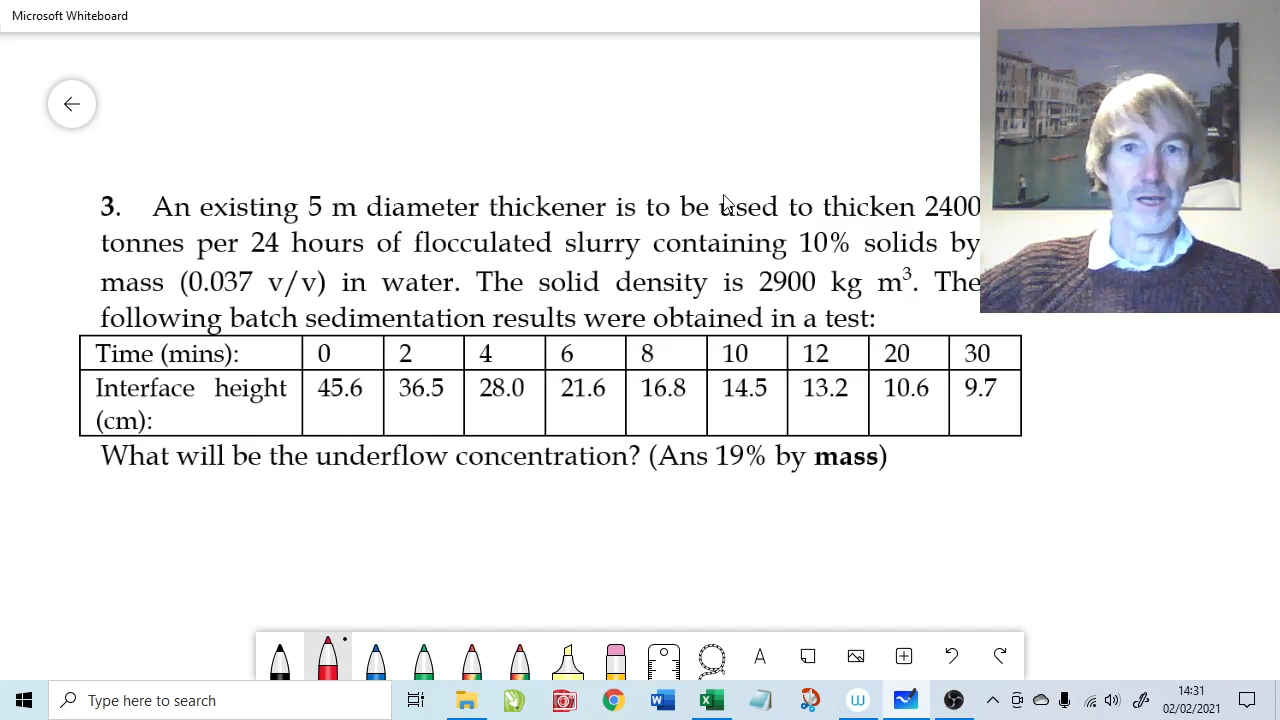 Microsoft Whiteboard
3. An existing 5 m diameter thickener is to be used to thicken 2400
tonnes per 24 hours of flocculated slurry containing 10% solids by
mass (0.037 v/v) in water. The solid density is 2900 kg m³. The
following batch sedimentation results were obtained in a test:
Time (mins): 0 2 4 6 8 10 12 20 30
Interface height 45.6 36.5 28.0 21.6 16.8 14.5 13.2 10.6 9.7
(cm):
What will be the underflow concentration? (Ans 19% by mass)
A
Type here to search
14:31
02/02/2021